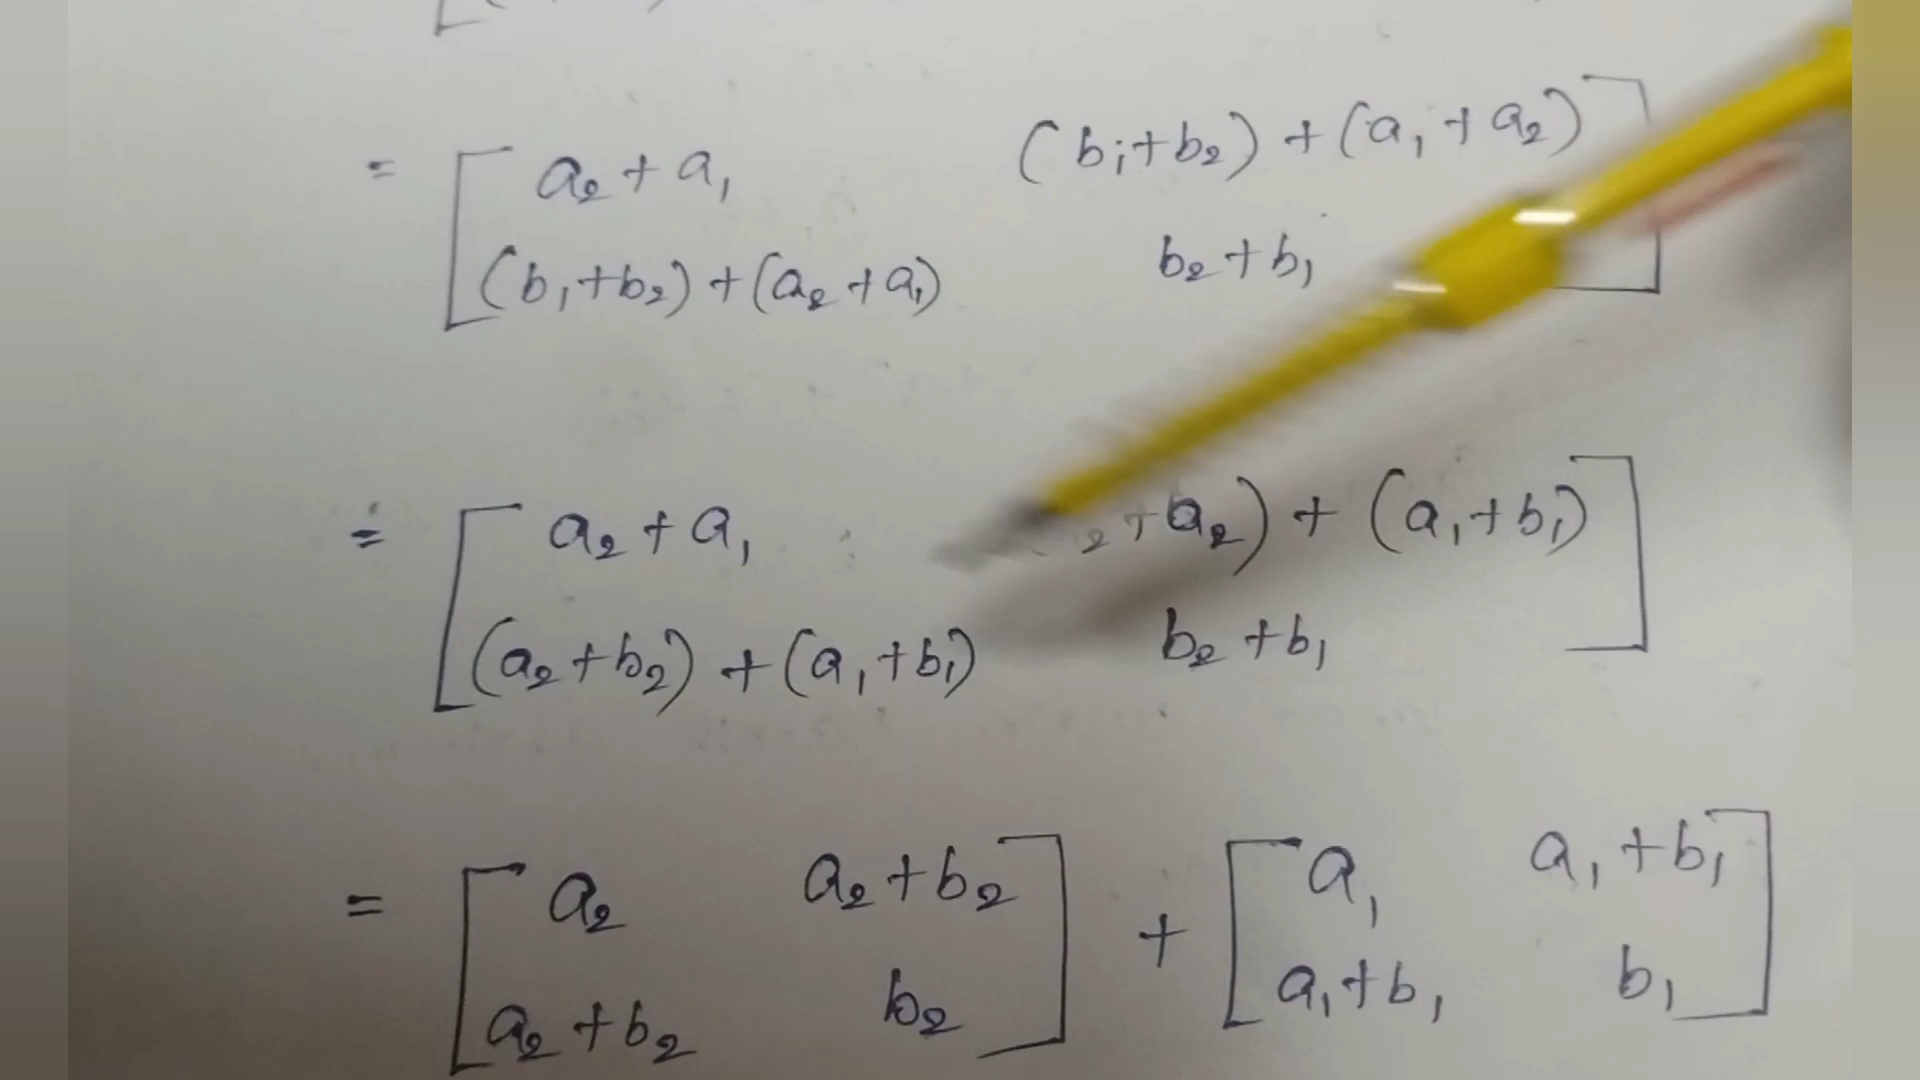 = [ a₂ + a₁ (b₁+b₂) + (a₁ + a₂) ]
(b₁+b₂) + (a₂ + a₁) b₂ + b₁
= [ a₂ + a₁ ₂ + a₂) + (a₁ + b₁) ]
(a₂ + b₂) + (a₁ + b₁) b₂ + b₁
= [ a₂ a₂ + b₂ ] + [ a₁ a₁ + b₁ ]
a₂ + b₂ b₂ a₁ + b₁ b₁